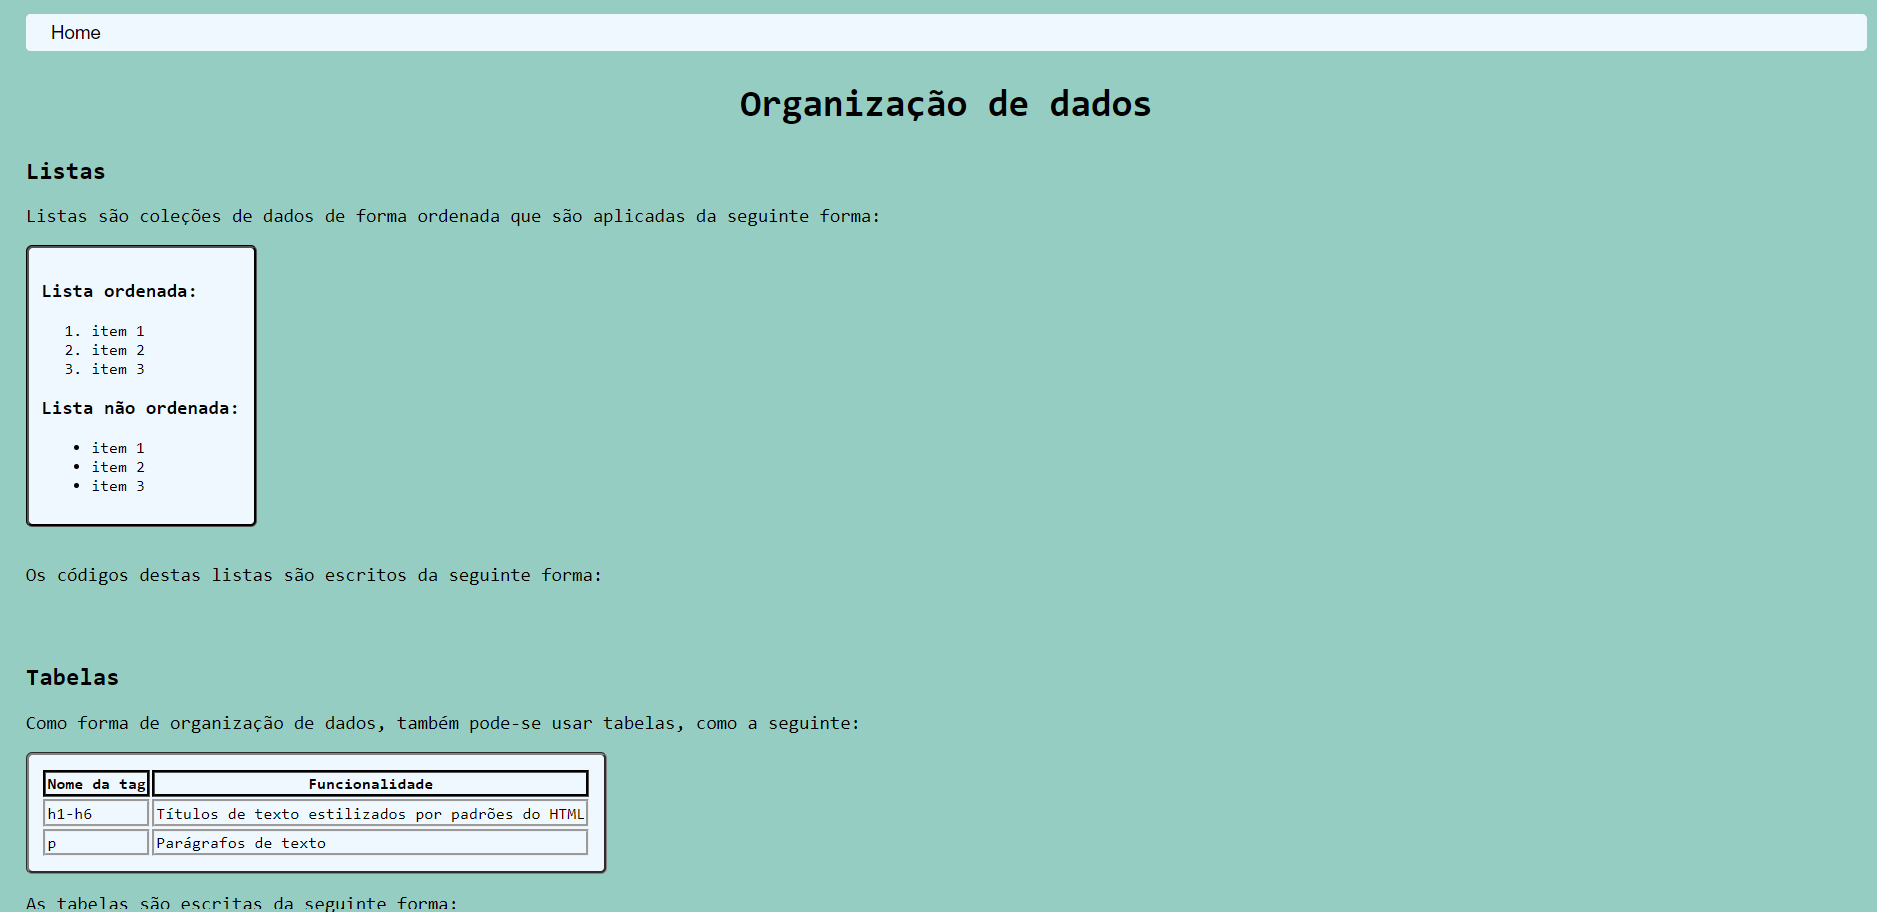 Home
Organização de dados
Listas
Listas são coleções de dados de forma ordenada que são aplicadas da seguinte forma:
Lista ordenada:
1. item 1
2. item 2
3. item 3
Lista não ordenada:
• item 1
• item 2
• item 3
Os códigos destas listas são escritos da seguinte forma:
Tabelas
Como forma de organização de dados, também pode-se usar tabelas, como a seguinte:
Nome da tag Funcionalidade
h1-h6 Títulos de texto estilizados por padrões do HTML
p Parágrafos de texto
As tabelas são escritas da seguinte forma: